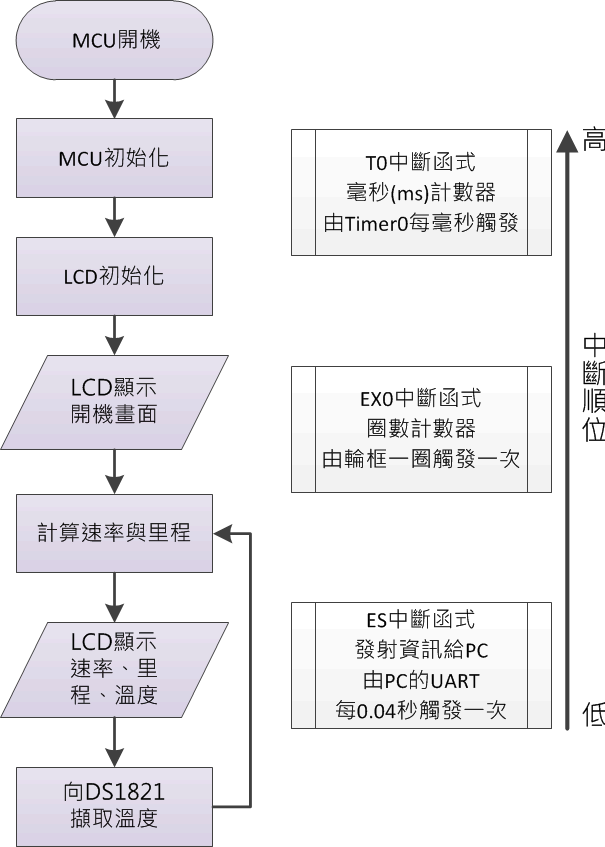 MCU開機
MCU初始化
LCD初始化
LCD顯示
開機畫面
計算速率與里程
LCD顯示
速率、里
程、溫度
向DS1821
擷取溫度
T0中斷函式
毫秒(ms)計數器
由Timer0每毫秒觸發
EX0中斷函式
圈數計數器
由輪框一圈觸發一次
ES中斷函式
發射資訊給PC
由PC的UART
每0.04秒觸發一次
高
中斷順位
低